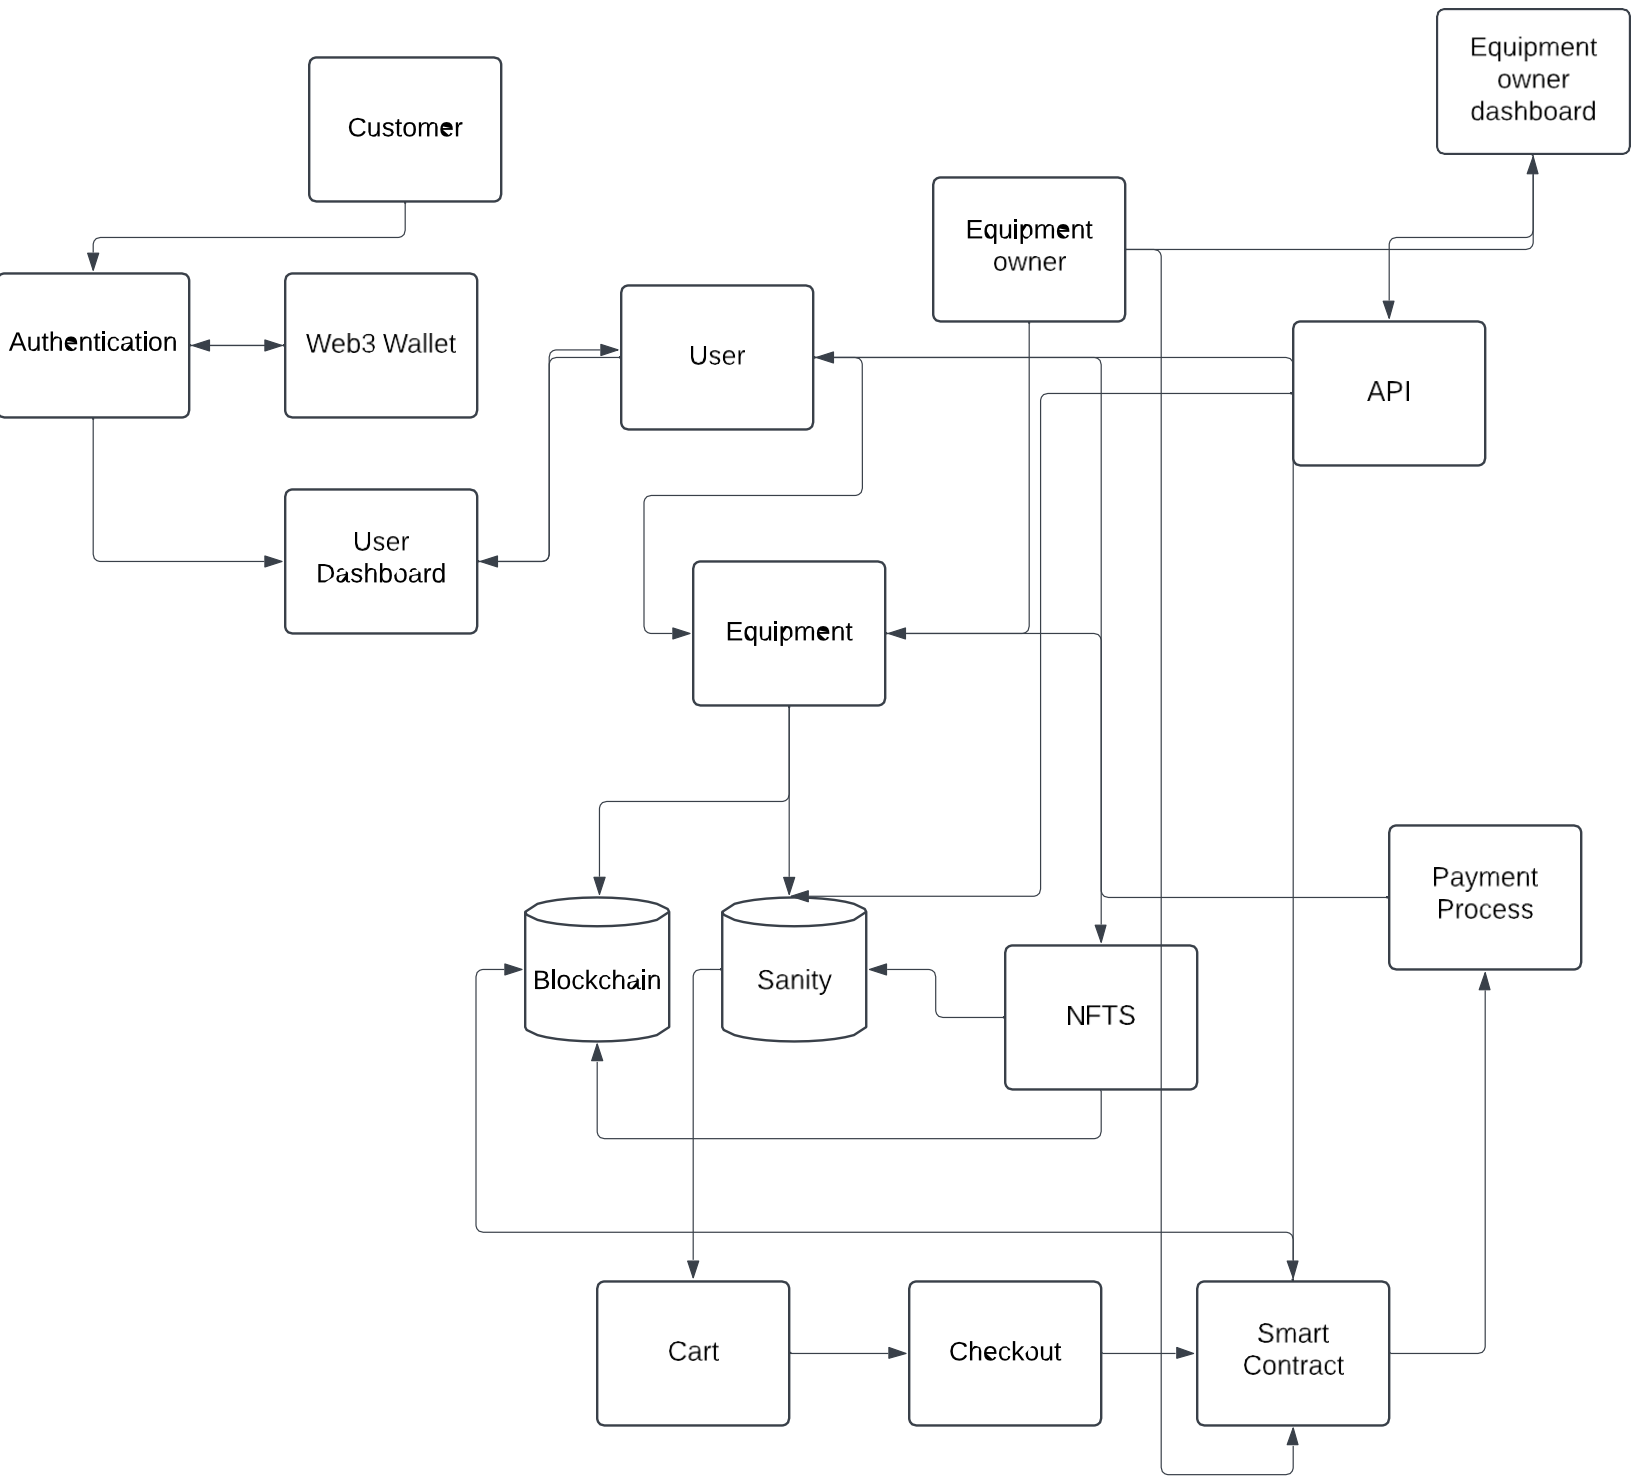 Equipment
owner
dashboard
Customer
Equipment
owner
Authentication
Web3 Wallet
User
API
User
Dashboard
Equipment
Payment
Process
Blockchain
Sanity
NFTS
Cart
Checkout
Smart
Contract